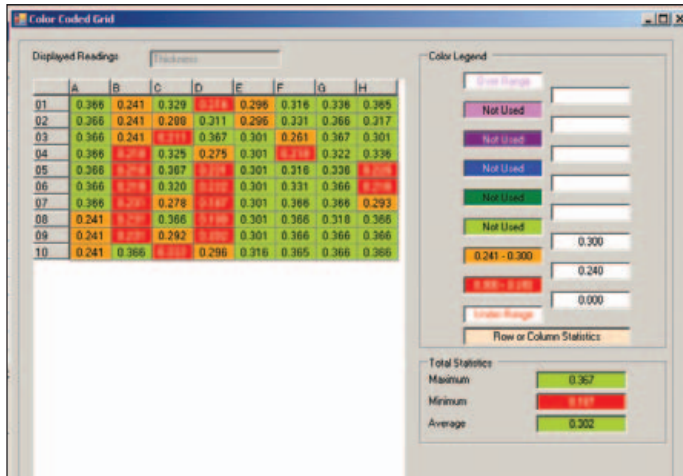 Color Coded Grid
Displayed Readings Thickness
Color Legend
A B C D E F G H
01 0.366 0.241 0.329 0.296 0.316 0.336 0.365
02 0.366 0.241 0.288 0.311 0.296 0.331 0.366 0.317
03 0.366 0.241 0.367 0.301 0.261 0.367 0.301
04 0.366 0.325 0.275 0.301 0.322 0.336
05 0.366 0.367 0.301 0.316 0.336
06 0.366 0.320 0.301 0.331 0.366
07 0.366 0.278 0.301 0.366 0.366 0.293
08 0.241 0.366 0.301 0.366 0.318 0.366
09 0.241 0.292 0.301 0.366 0.366 0.366
10 0.241 0.366 0.296 0.316 0.365 0.366 0.366
Over Range
Not Used
Not Used
Not Used
Not Used
Not Used
0.300
0.241 - 0.300
0.240
0.000
Under Range
Row or Column Statistics
Total Statistics
Maximum 0.367
Minimum
Average 0.302